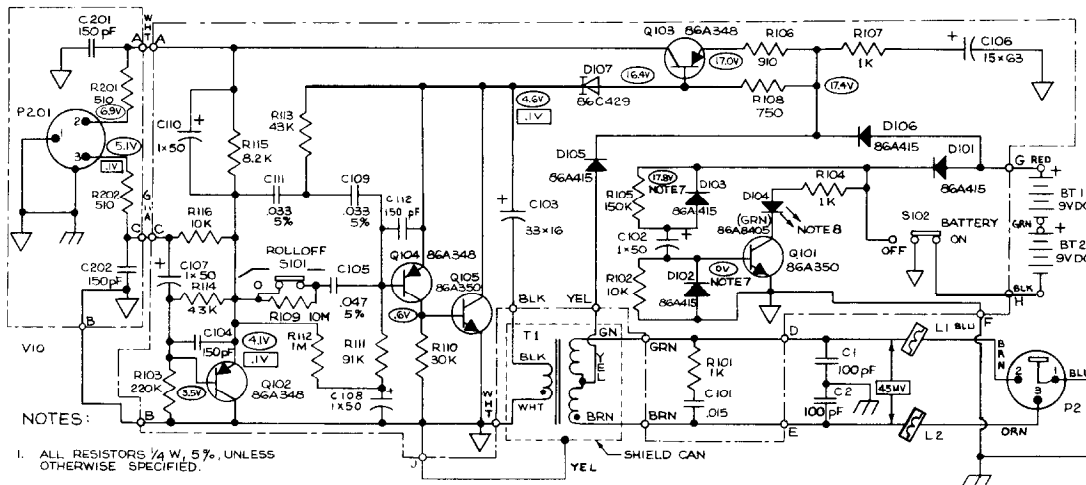 C201
150 pF
WHT
A A
Q103 86A348
R106
910
R107
1K
C106
15×63
R201
510
P201
6.9V
2
1
3
5.1V
.1V
R202
510
C C
GRA
C202
150pF
B
V10
C110
1×50
R115
8.2K
R113
43K
D107
86C429
16.4V
17.0V
4.6V
.1V
R108
750
17.4V
D106
86A415
D101
86A415
G RED
BT 1
9VDC
GRN
BT 2
9VDC
BLK
H
D105
86A415
R105
150K
17.8V
NOTE 7
D103
86A415
D104
(GRN)
86A8405
R104
1K
NOTE 8
S102
BATTERY
OFF
ON
C111
.033
5%
C109
.033
5%
C112
150 pF
C103
33×16
C102
1×50
R102
10K
D102
86A415
0V
NOTE 7
Q101
86A350
R116
10K
C107
1×50
R114
43K
C104
150pF
R103
220K
3.5V
4.1V
.1V
Q102
86A348
ROLLOFF
S101
R109 10M
C105
.047
5%
Q104
86A348
Q105
86A350
.6V
R112
1M
R111
91K
R110
30K
C108
1×50
B
J
WHT
BLK
YEL
T1
BLK
WHT
GN
YEL
BRN
GRN
BRN
R101
1K
C101
.015
D
E
F
C1
100 pF
C2
100 pF
45MV
L1 BLU
L2
BRN
ORN
2
1
3
BLU
P2
SHIELD CAN
YEL
NOTES:
1. ALL RESISTORS 1/4 W, 5%, UNLESS
OTHERWISE SPECIFIED.